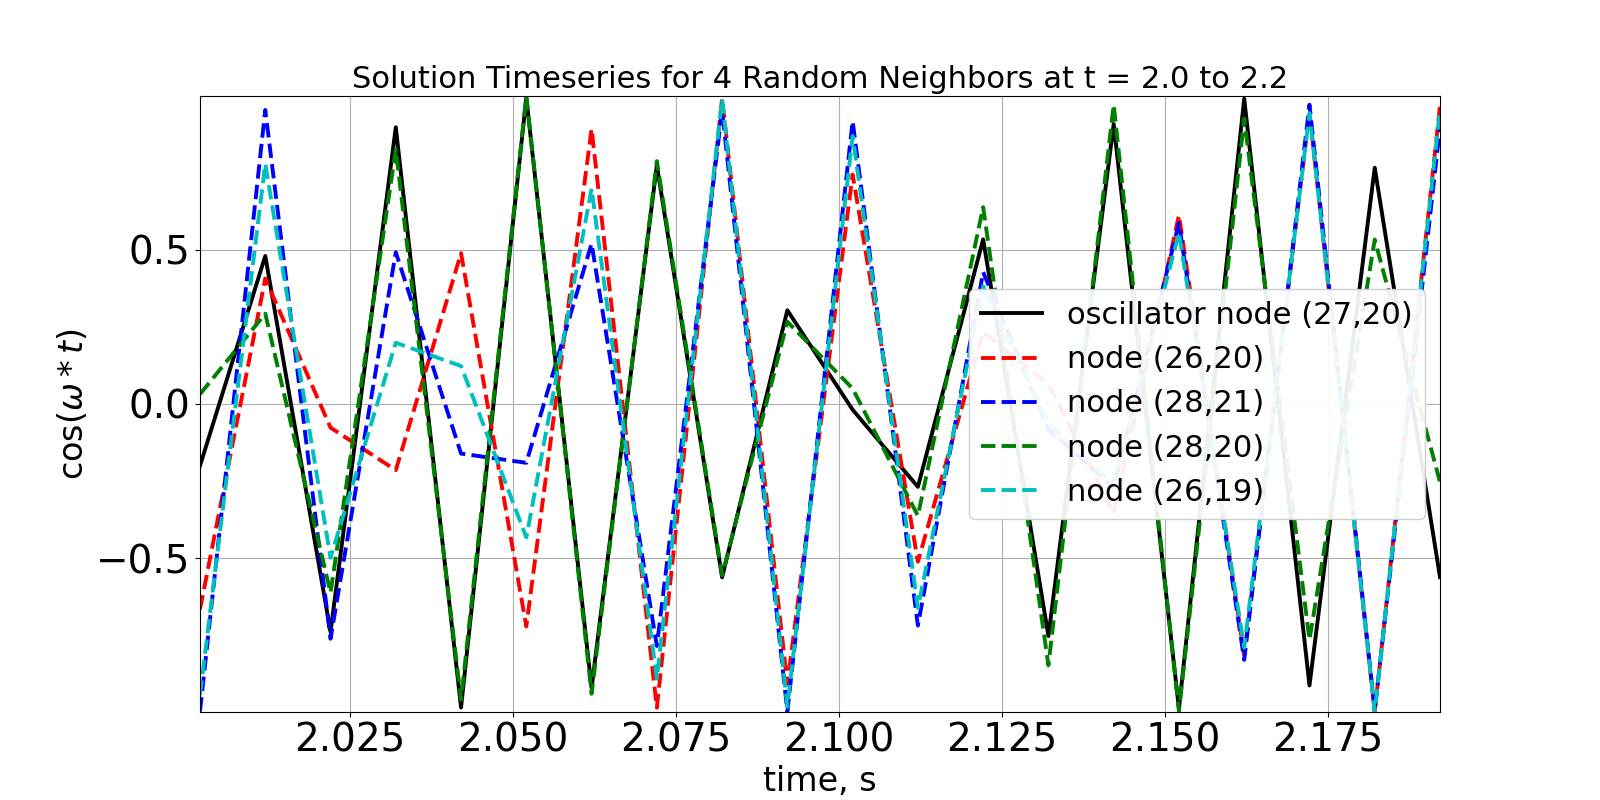 Solution Timeseries for 4 Random Neighbors at t = 2.0 to 2.2
cos(ω * t)
0.5
0.0
−0.5
oscillator node (27,20)
node (26,20)
node (28,21)
node (28,20)
node (26,19)
2.025 2.050 2.075 2.100 2.125 2.150 2.175
time, s